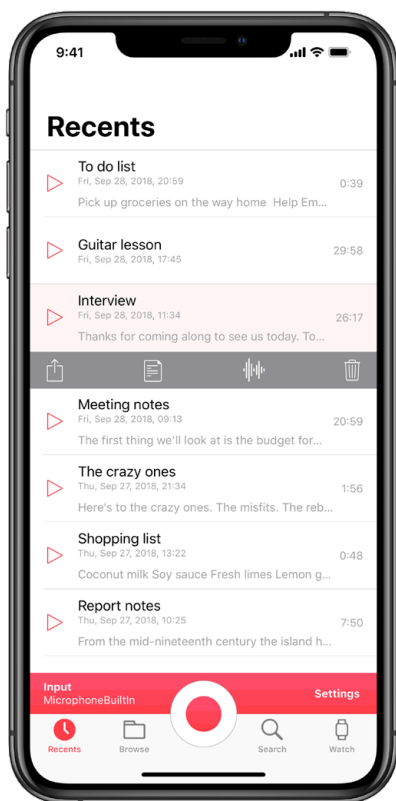 9:41
Recents
To do list
Fri, Sep 28, 2018, 20:59
0:39
Pick up groceries on the way home  Help Em...
Guitar lesson
Fri, Sep 28, 2018, 17:45
29:58
Interview
Fri, Sep 28, 2018, 11:34
26:17
Thanks for coming along to see us today. To...
Meeting notes
Fri, Sep 28, 2018, 09:13
20:59
The first thing we'll look at is the budget for...
The crazy ones
Thu, Sep 27, 2018, 21:34
1:56
Here's to the crazy ones. The misfits. The reb...
Shopping list
Thu, Sep 27, 2018, 13:22
0:48
Coconut milk Soy sauce Fresh limes Lemon g...
Report notes
Thu, Sep 27, 2018, 10:25
7:50
From the mid-nineteenth century the island h...
Input
MicrophoneBuiltIn
Settings
Recents
Browse
Search
Watch